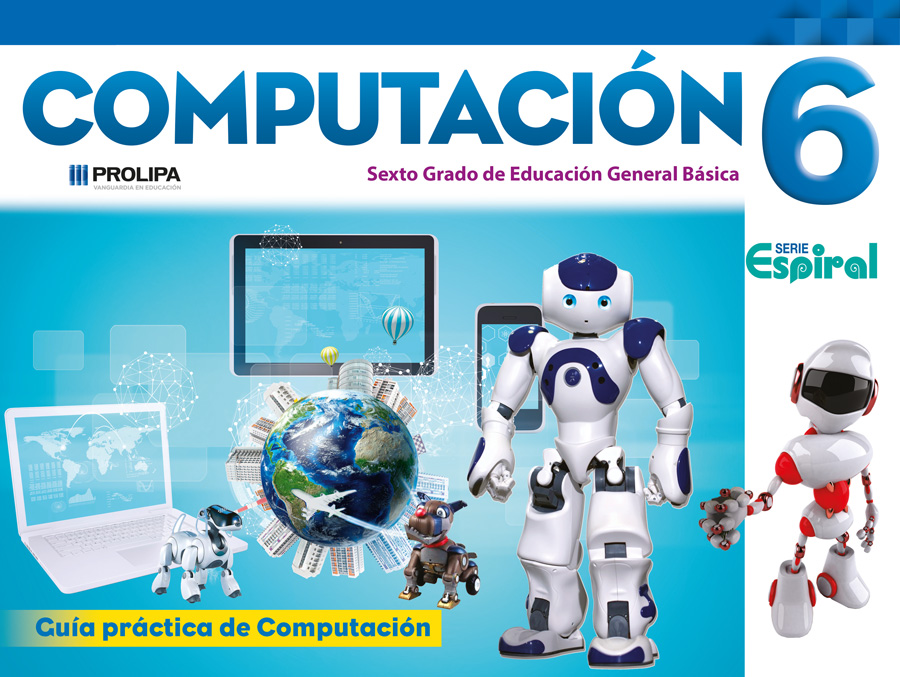 COMPUTACIÓN 6
PROLIPA
VANGUARDIA EN EDUCACIÓN
Sexto Grado de Educación General Básica
SERIE
Espiral
Guía práctica de Computación